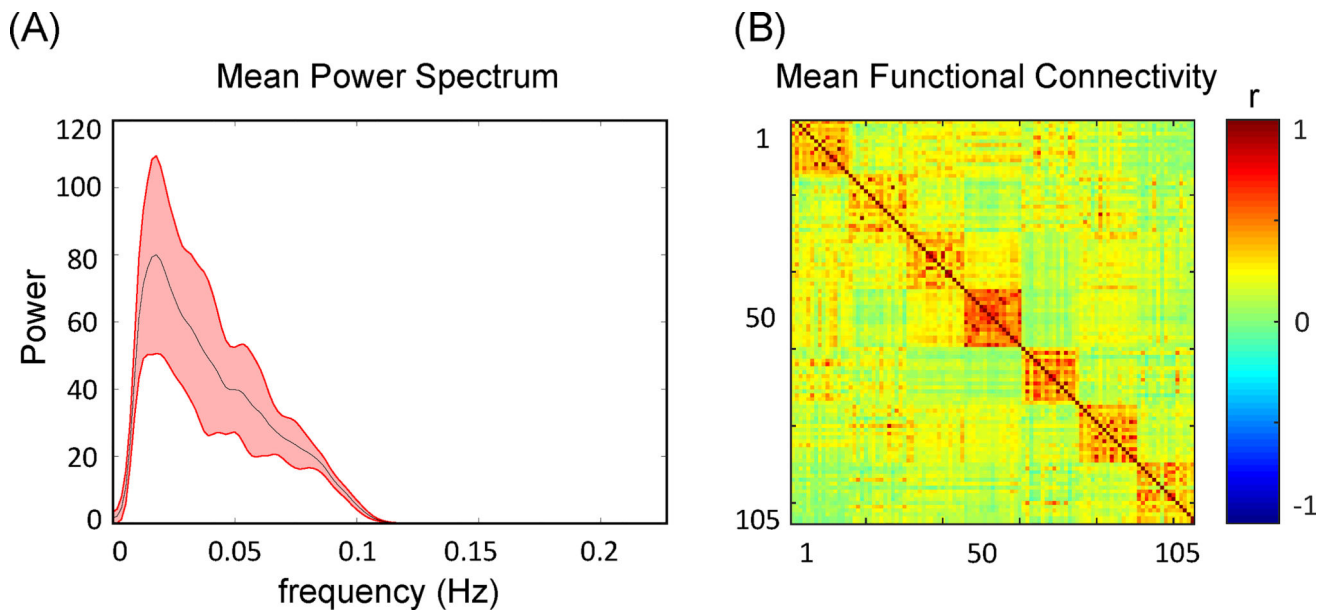 (A)
Mean Power Spectrum
120
100
80
60
40
20
0
Power
0 0.05 0.1 0.15 0.2
frequency (Hz)
(B)
Mean Functional Connectivity
r
1
50
105
1 50 105
1
0
-1